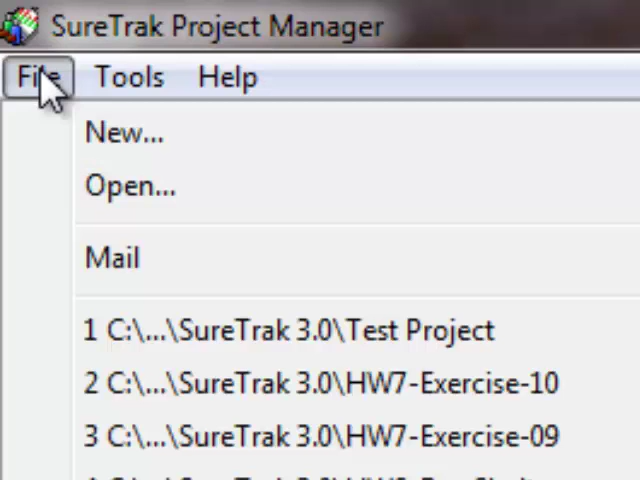 SureTrak Project Manager
File Tools Help
New...
Open...
Mail
1 C:\...\SureTrak 3.0\Test Project
2 C:\...\SureTrak 3.0\HW7-Exercise-10
3 C:\...\SureTrak 3.0\HW7-Exercise-09